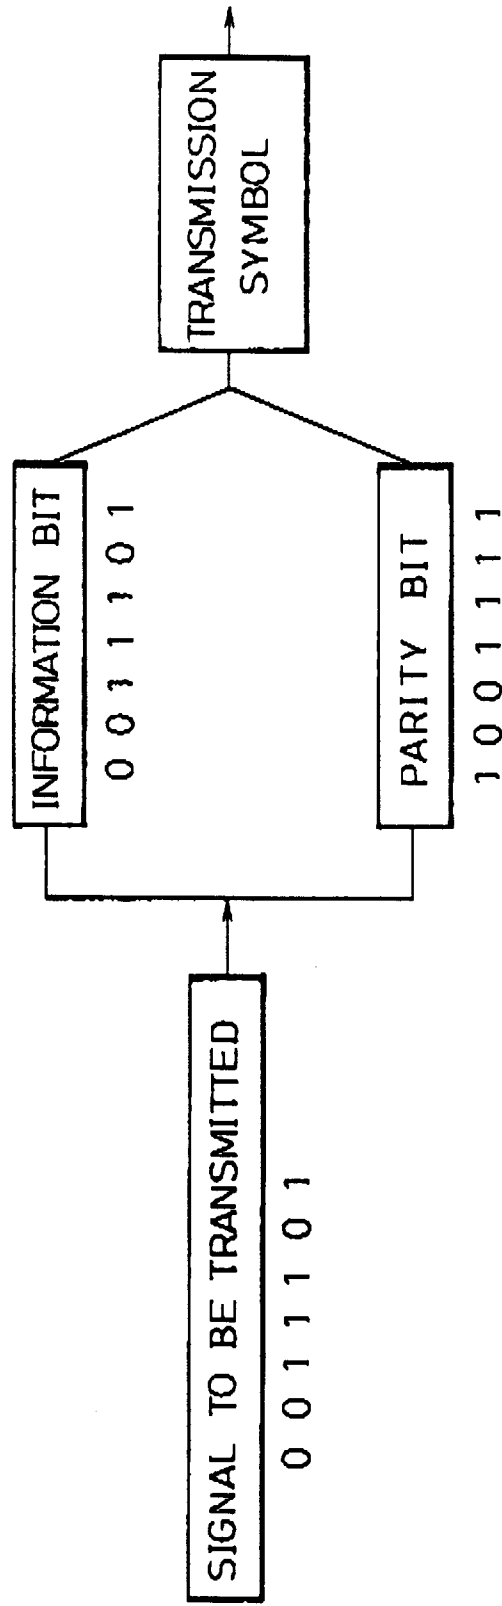 SIGNAL TO BE TRANSMITTED
0 0 1 1 1 0 1
INFORMATION BIT
0 0 1 1 1 0 1
PARITY BIT
1 0 0 1 1 1 1
TRANSMISSION
SYMBOL